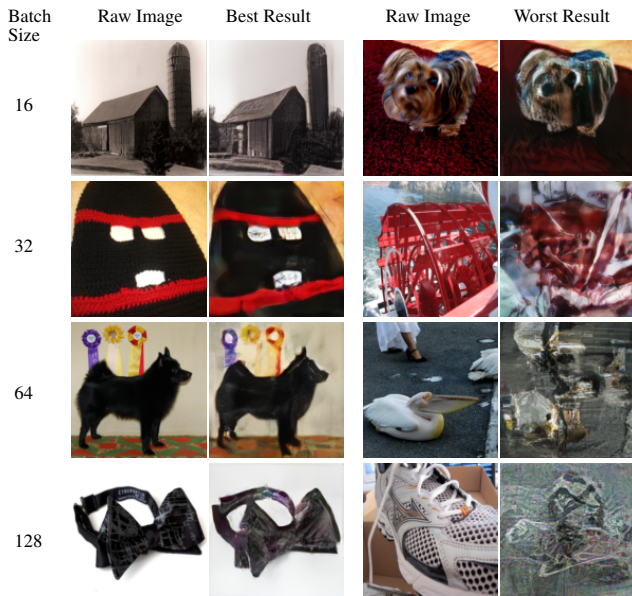 Batch Size
Raw Image
Best Result
Raw Image
Worst Result
16
32
64
128